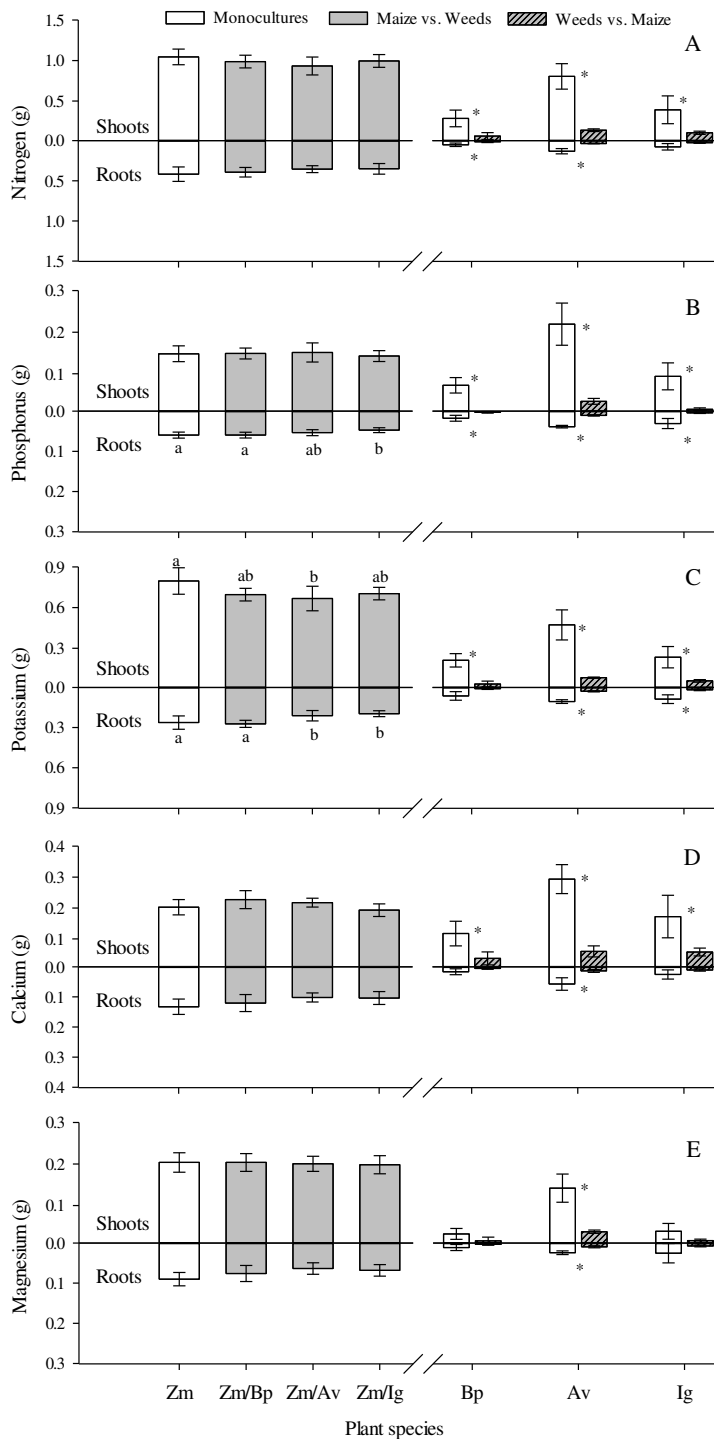 Monocultures Maize vs. Weeds Weeds vs. Maize
A
Nitrogen (g)
1.5
1.0
0.5
0.0
0.5
1.0
1.5
Shoots
Roots
* * *
* *
B
Phosphorus (g)
0.3
0.2
0.1
0.0
0.1
0.2
0.3
Shoots
Roots
* * *
a a ab b * * *
C
Potassium (g)
0.9
0.6
0.3
0.0
0.3
0.6
0.9
a ab b ab
Shoots
Roots
* * *
a a b b * *
D
Calcium (g)
0.4
0.3
0.2
0.1
0.0
0.1
0.2
0.3
0.4
Shoots
Roots
* * *
*
E
Magnesium (g)
0.3
0.2
0.1
0.0
0.1
0.2
0.3
Shoots
Roots
*
*
Zm Zm/Bp Zm/Av Zm/Ig Bp Av Ig
Plant species